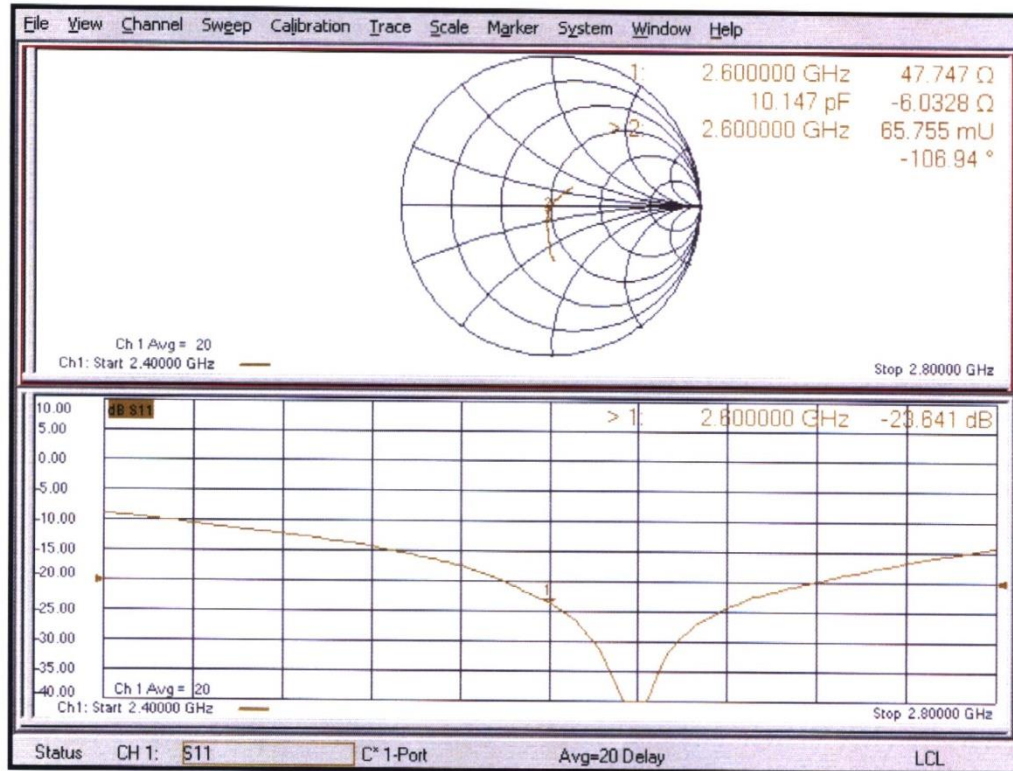 File View Channel Sweep Calibration Trace Scale Marker System Window Help
1: 2.600000 GHz 47.747 Ω
10.147 pF -6.0328 Ω
> 2: 2.600000 GHz 65.755 mU
-106.94 °
Ch 1 Avg = 20
Ch1: Start 2.40000 GHz
Stop 2.80000 GHz
dB S11
> 1: 2.600000 GHz -23.641 dB
10.00
5.00
0.00
-5.00
-10.00
-15.00
-20.00
-25.00
-30.00
-35.00
-40.00
1
Ch 1 Avg = 20
Ch1: Start 2.40000 GHz
Stop 2.80000 GHz
Status CH 1: S11 C* 1-Port Avg=20 Delay LCL